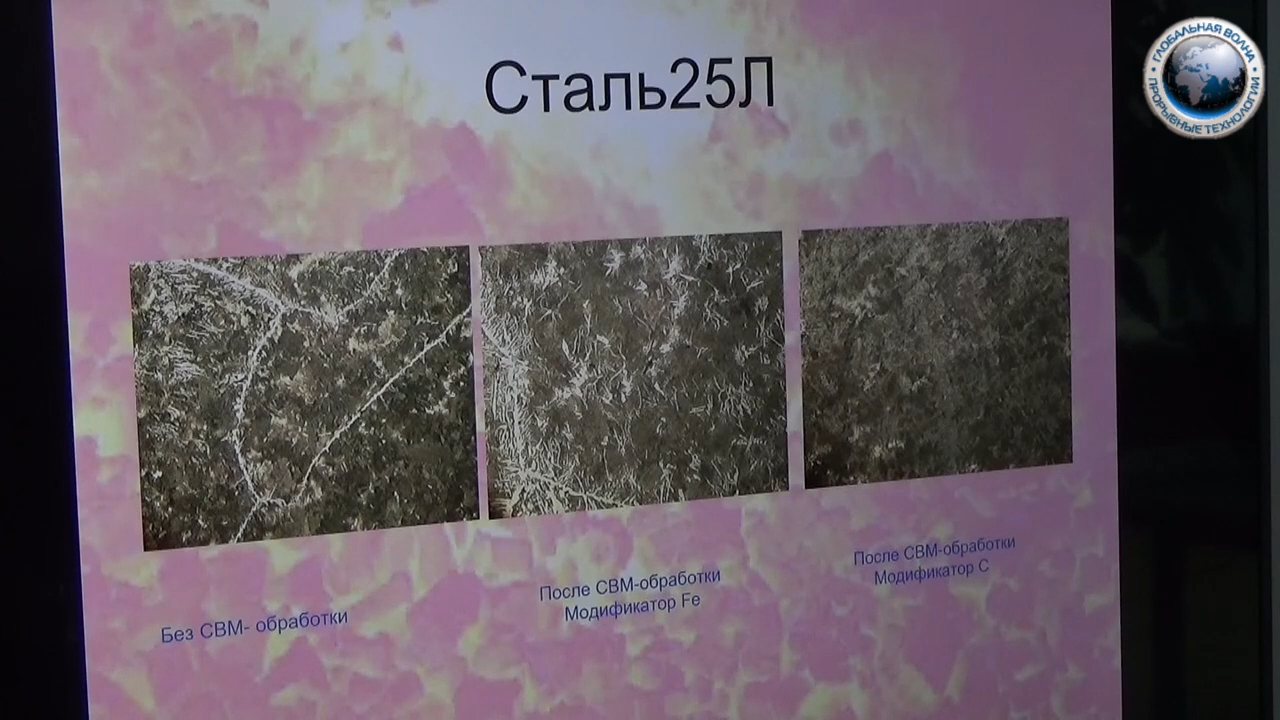 Сталь25Л
Без СВМ- обработки
После СВМ-обработки
Модификатор Fe
После СВМ-обработки
Модификатор С
ГЛОБАЛЬНАЯ ВОЛНА
ПРОРЫВНЫЕ ТЕХНОЛОГИИ